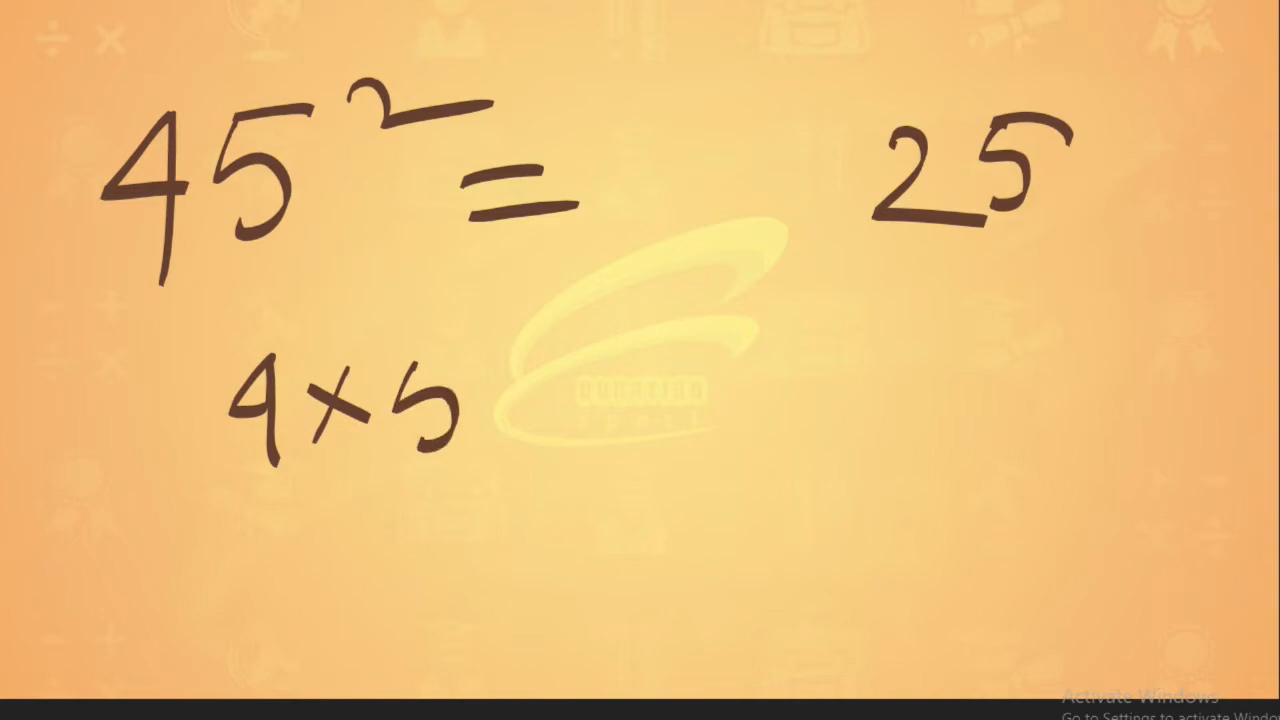 45² = 25
4×5
Activate Windows
Go to Settings to activate Windo